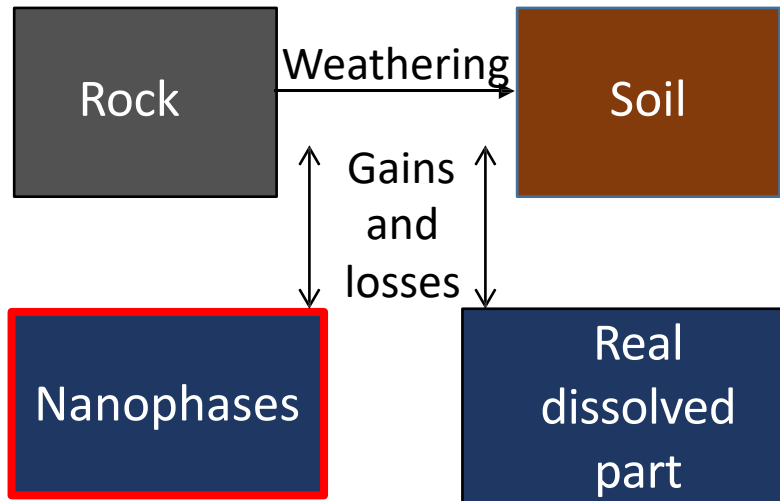 Weathering
Rock
Soil
Gains
and
losses
Nanophases
Real
dissolved
part